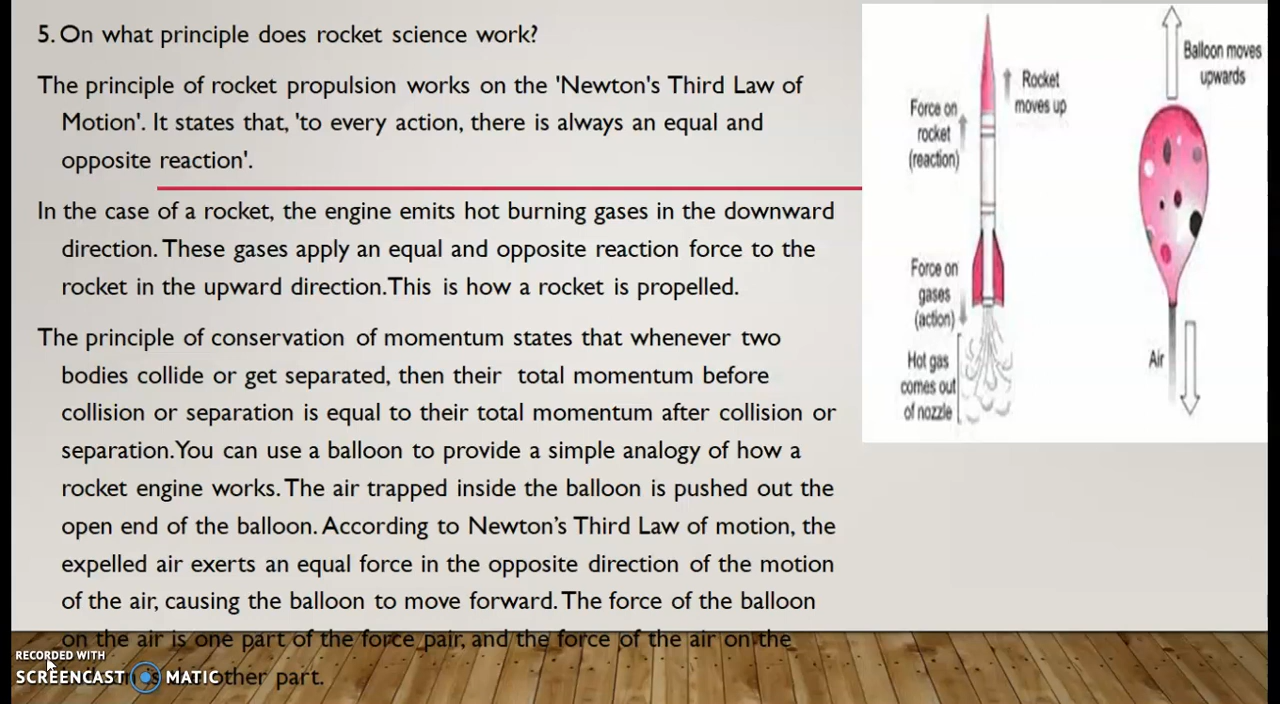 5. On what principle does rocket science work?
The principle of rocket propulsion works on the 'Newton's Third Law of
Motion'. It states that, 'to every action, there is always an equal and
opposite reaction'.
In the case of a rocket, the engine emits hot burning gases in the downward
direction. These gases apply an equal and opposite reaction force to the
rocket in the upward direction. This is how a rocket is propelled.
The principle of conservation of momentum states that whenever two
bodies collide or get separated, then their total momentum before
collision or separation is equal to their total momentum after collision or
separation. You can use a balloon to provide a simple analogy of how a
rocket engine works. The air trapped inside the balloon is pushed out the
open end of the balloon. According to Newton’s Third Law of motion, the
expelled air exerts an equal force in the opposite direction of the motion
of the air, causing the balloon to move forward. The force of the balloon
on the air is one part of the force pair, and the force of the air on the
other part.
Force on
rocket
(reaction)
Rocket
moves up
Force on
gases
(action)
Hot gas
comes out
of nozzle
Balloon moves
upwards
Air
RECORDED WITH
SCREENCAST MATIC